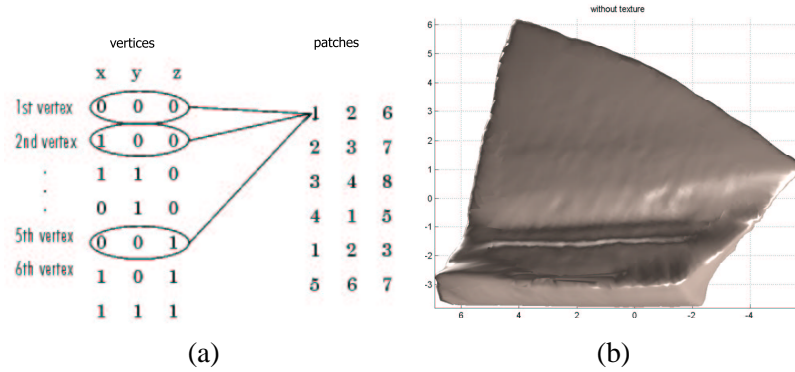 vertices patches
x y z
1st vertex 0 0 0 1 2 6
2nd vertex 1 0 0 2 3 7
. 1 1 0 3 4 8
. 0 1 0 4 1 5
5th vertex 0 0 1 1 2 3
6th vertex 1 0 1 5 6 7
1 1 1
(a)
without texture
6
5
4
3
2
1
0
-1
-2
-3
6 4 2 0 -2 -4
(b)